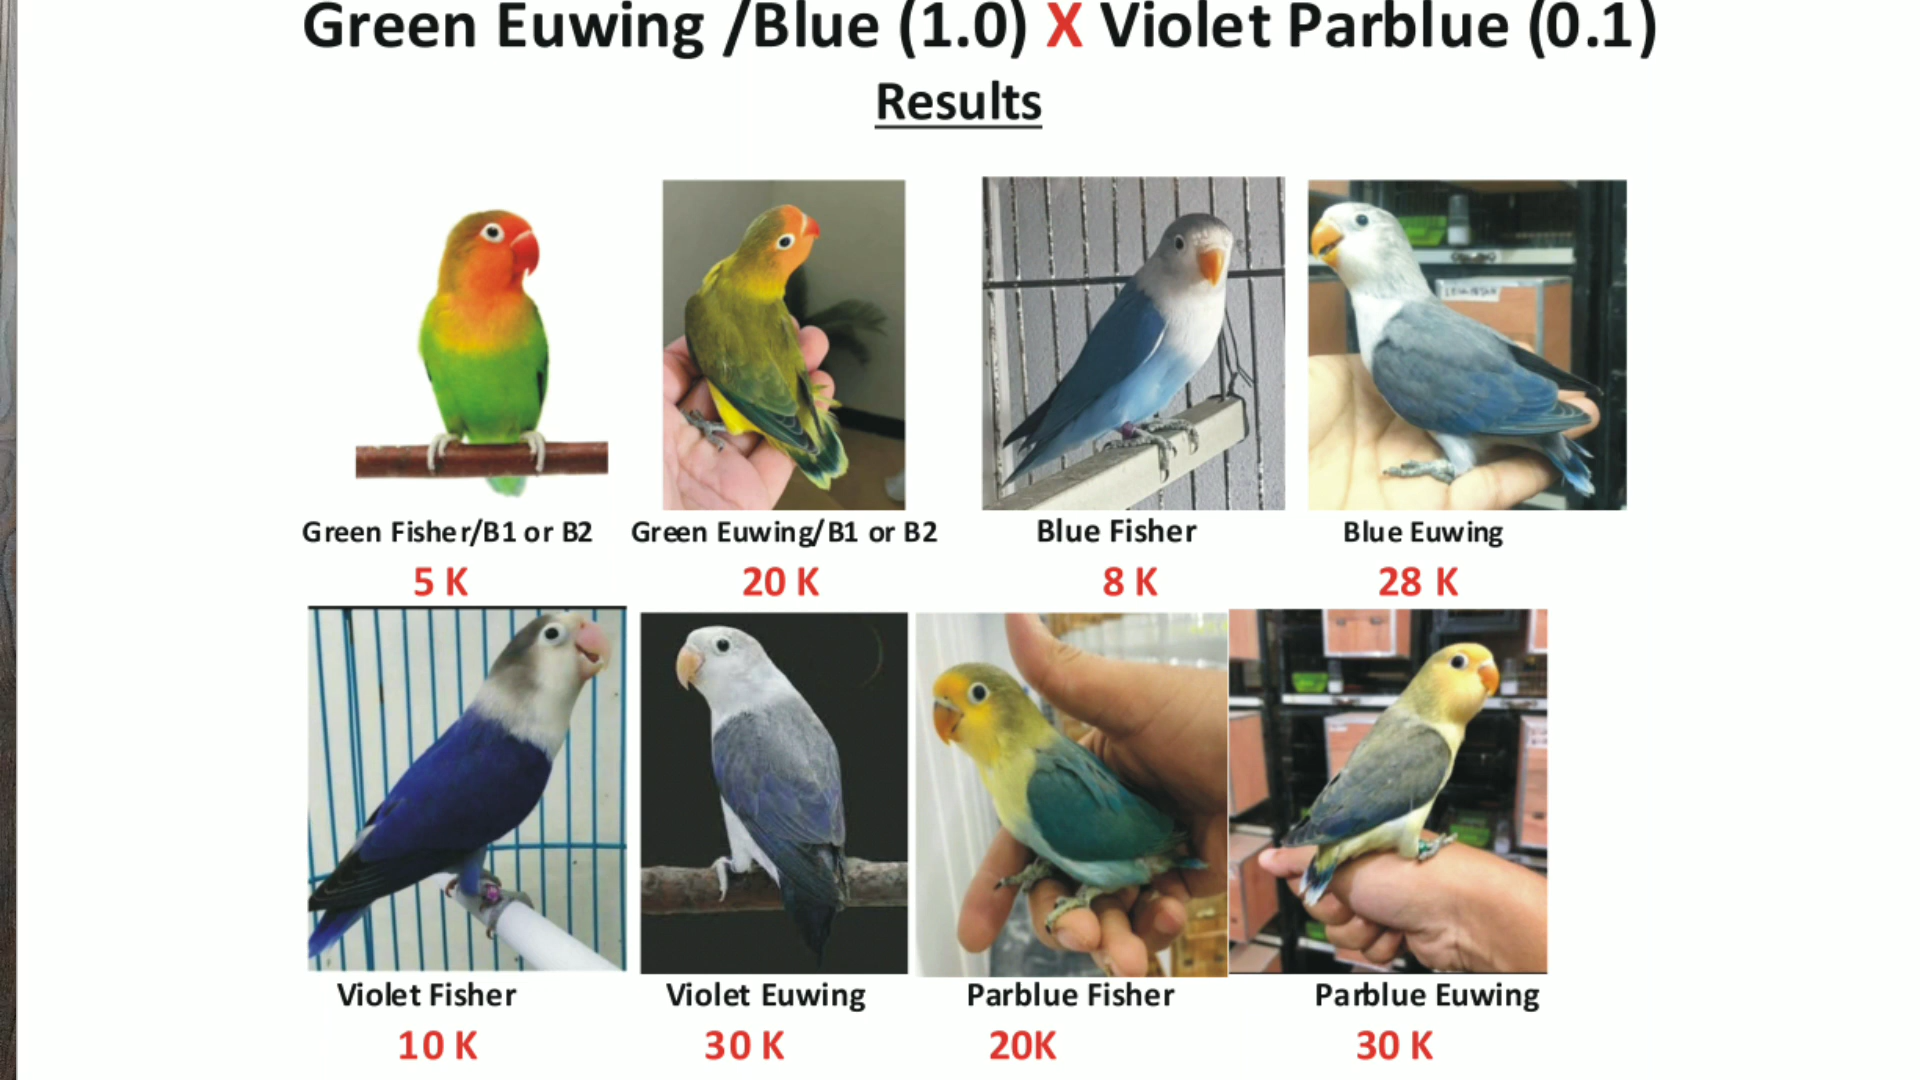 Green Euwing /Blue (1.0) X Violet Parblue (0.1)
Results
Green Fisher/B1 or B2
Green Euwing/B1 or B2
Blue Fisher
Blue Euwing
5 K
20 K
8 K
28 K
Violet Fisher
Violet Euwing
Parblue Fisher
Parblue Euwing
10 K
30 K
20K
30 K